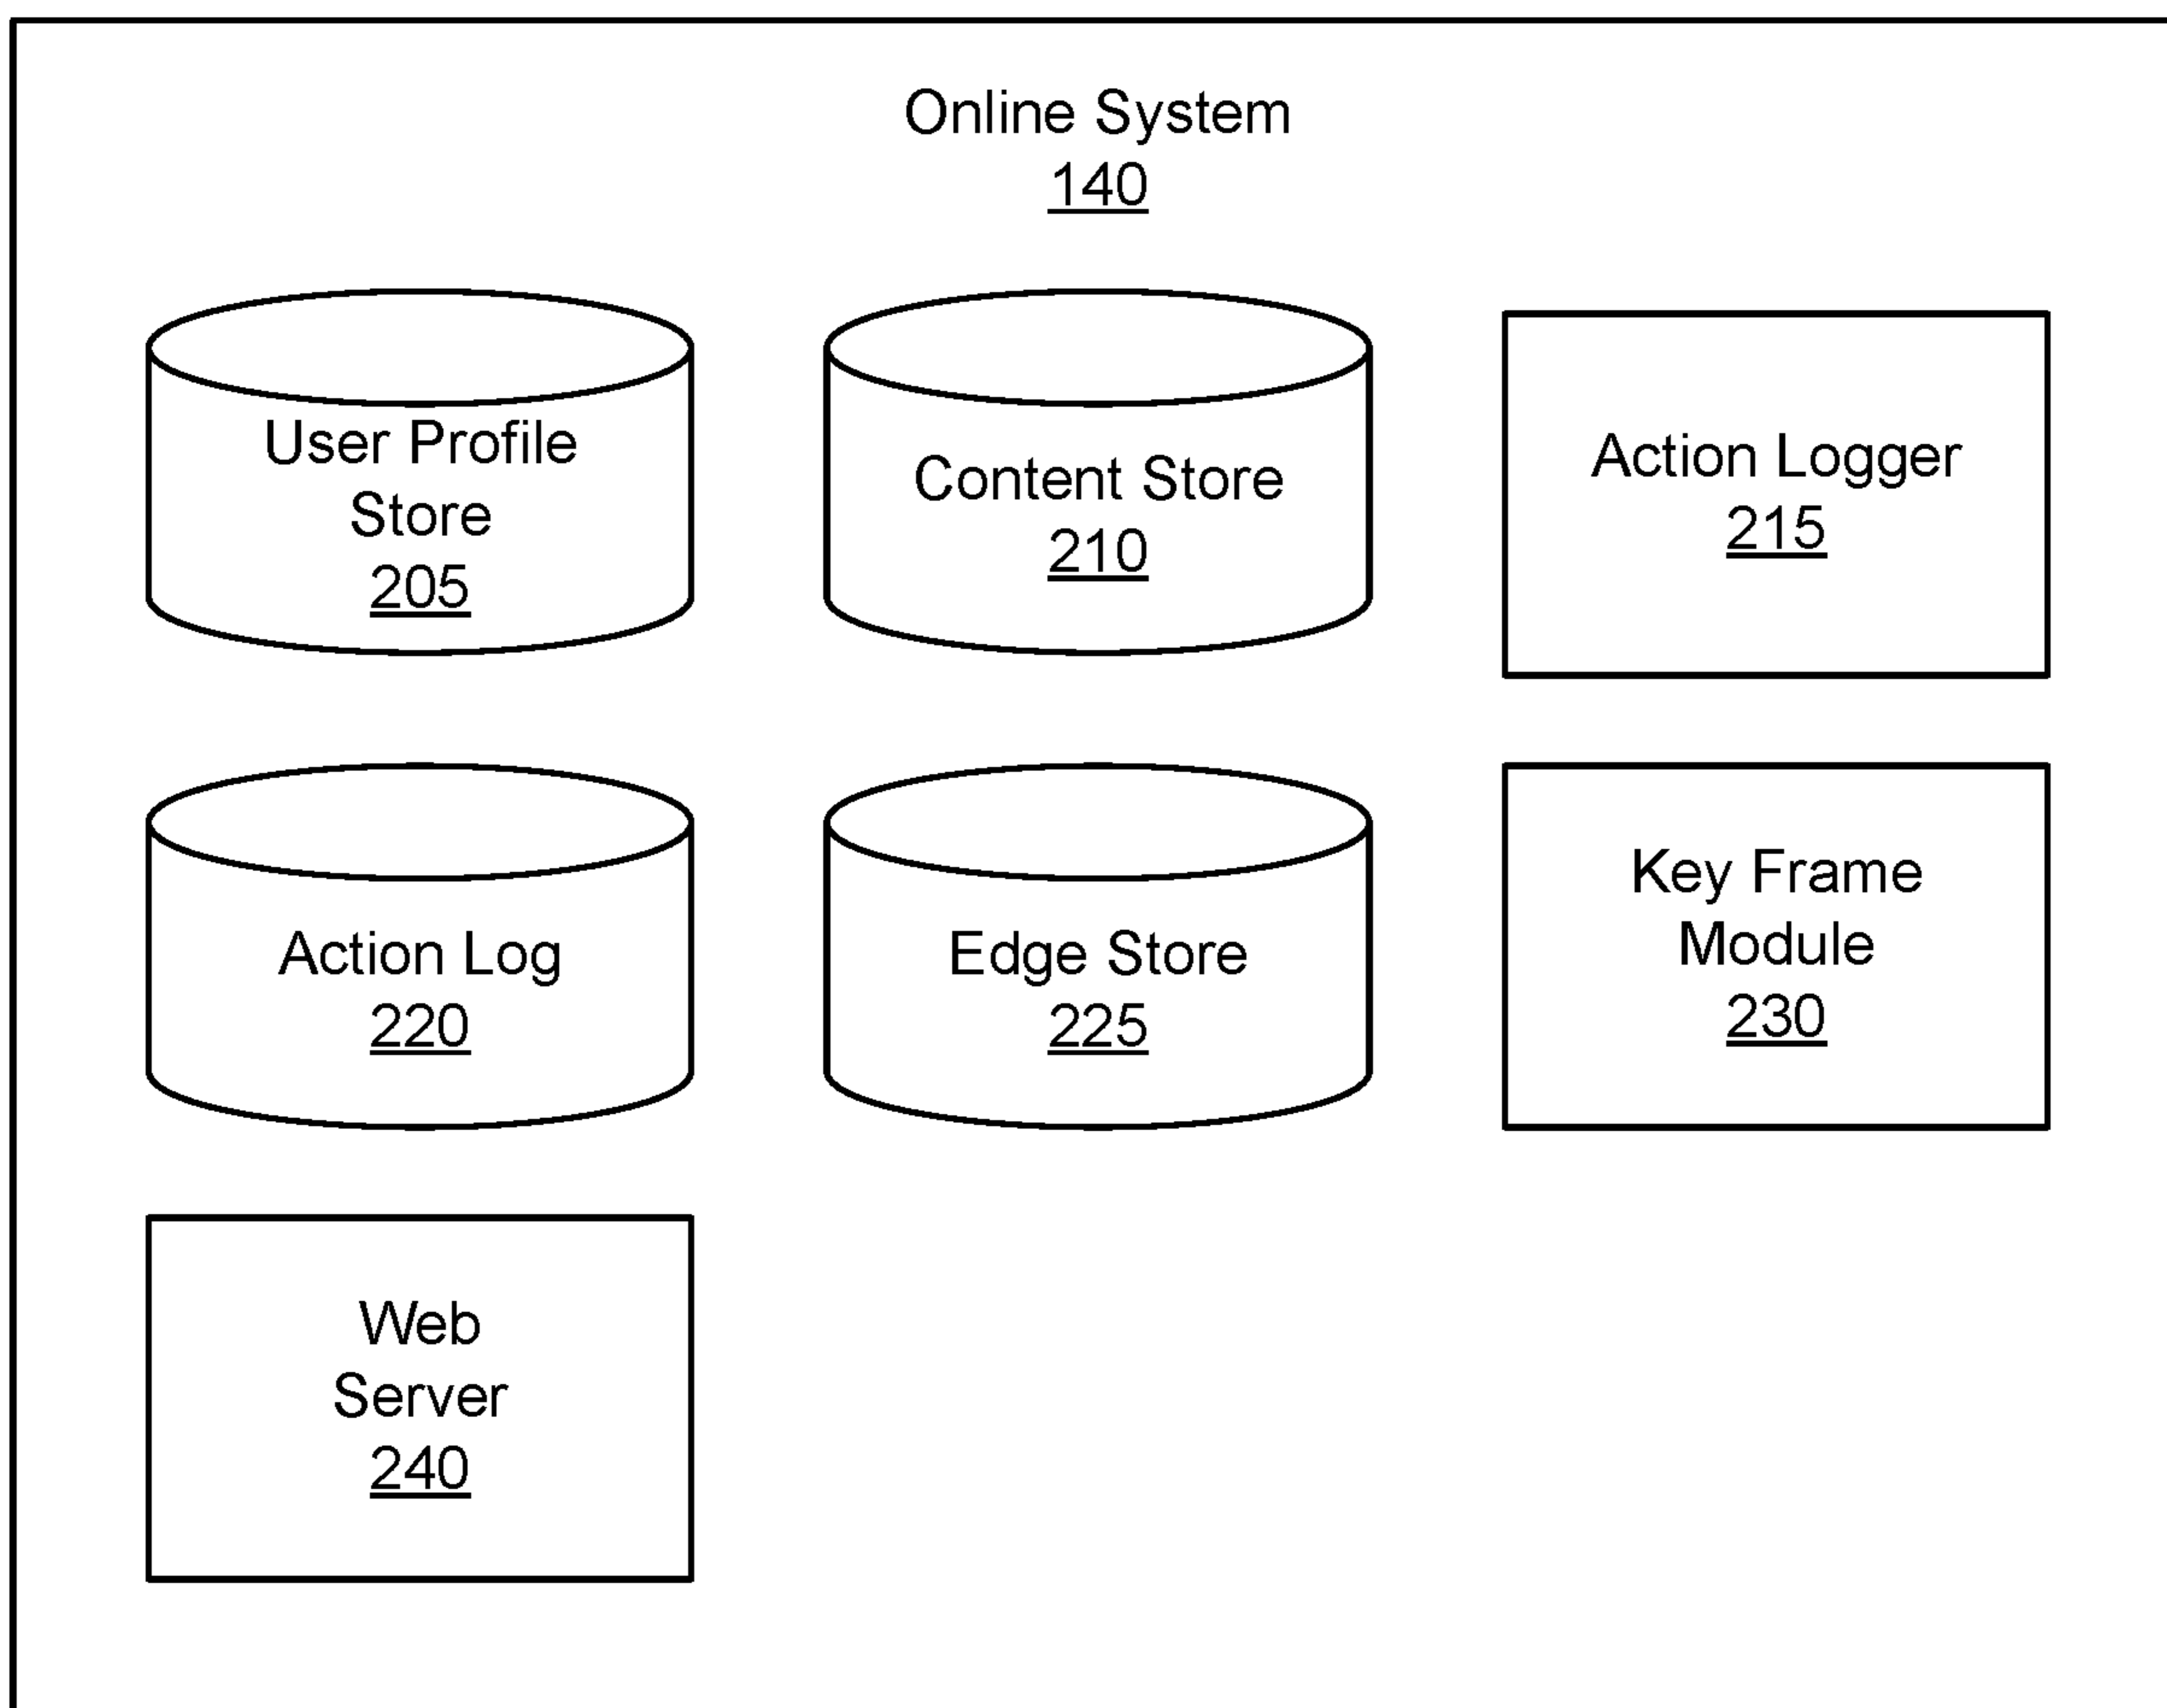 Online System
140
User Profile
Store
205
Content Store
210
Action Logger
215
Action Log
220
Edge Store
225
Key Frame
Module
230
Web
Server
240